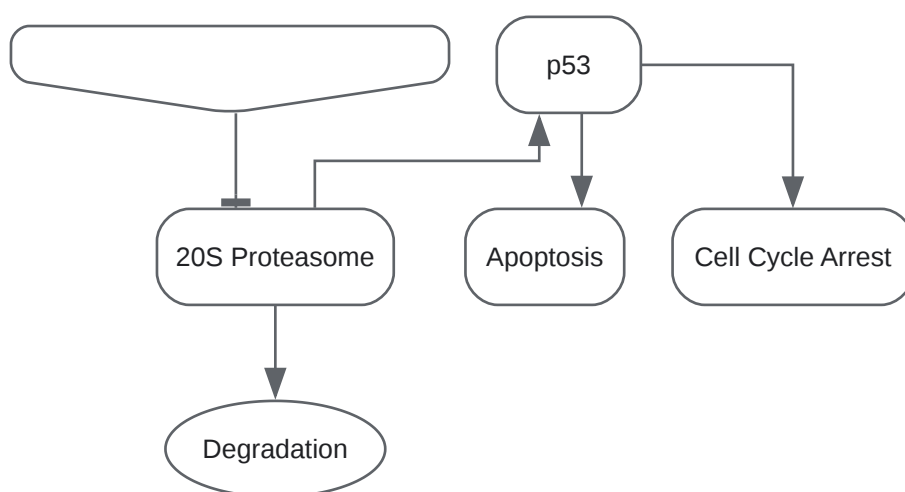 p53
20S Proteasome
Apoptosis
Cell Cycle Arrest
Degradation